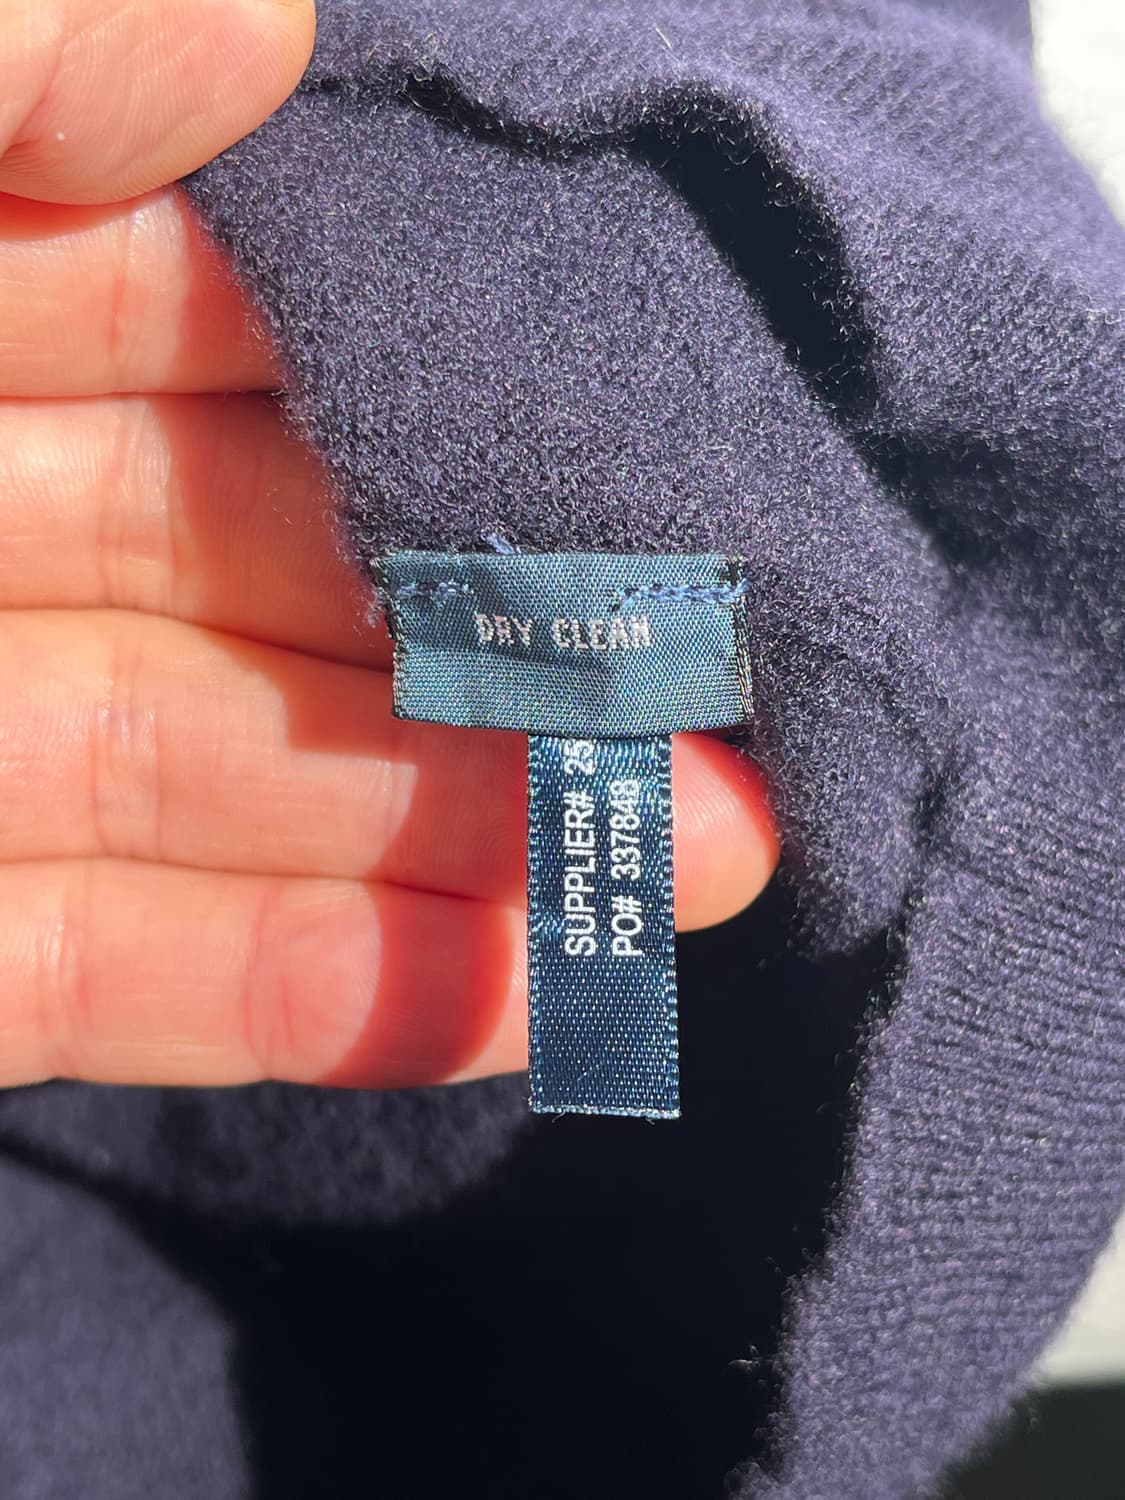 DRY CLEAN
SUPPLIER# 25
PO# 337848